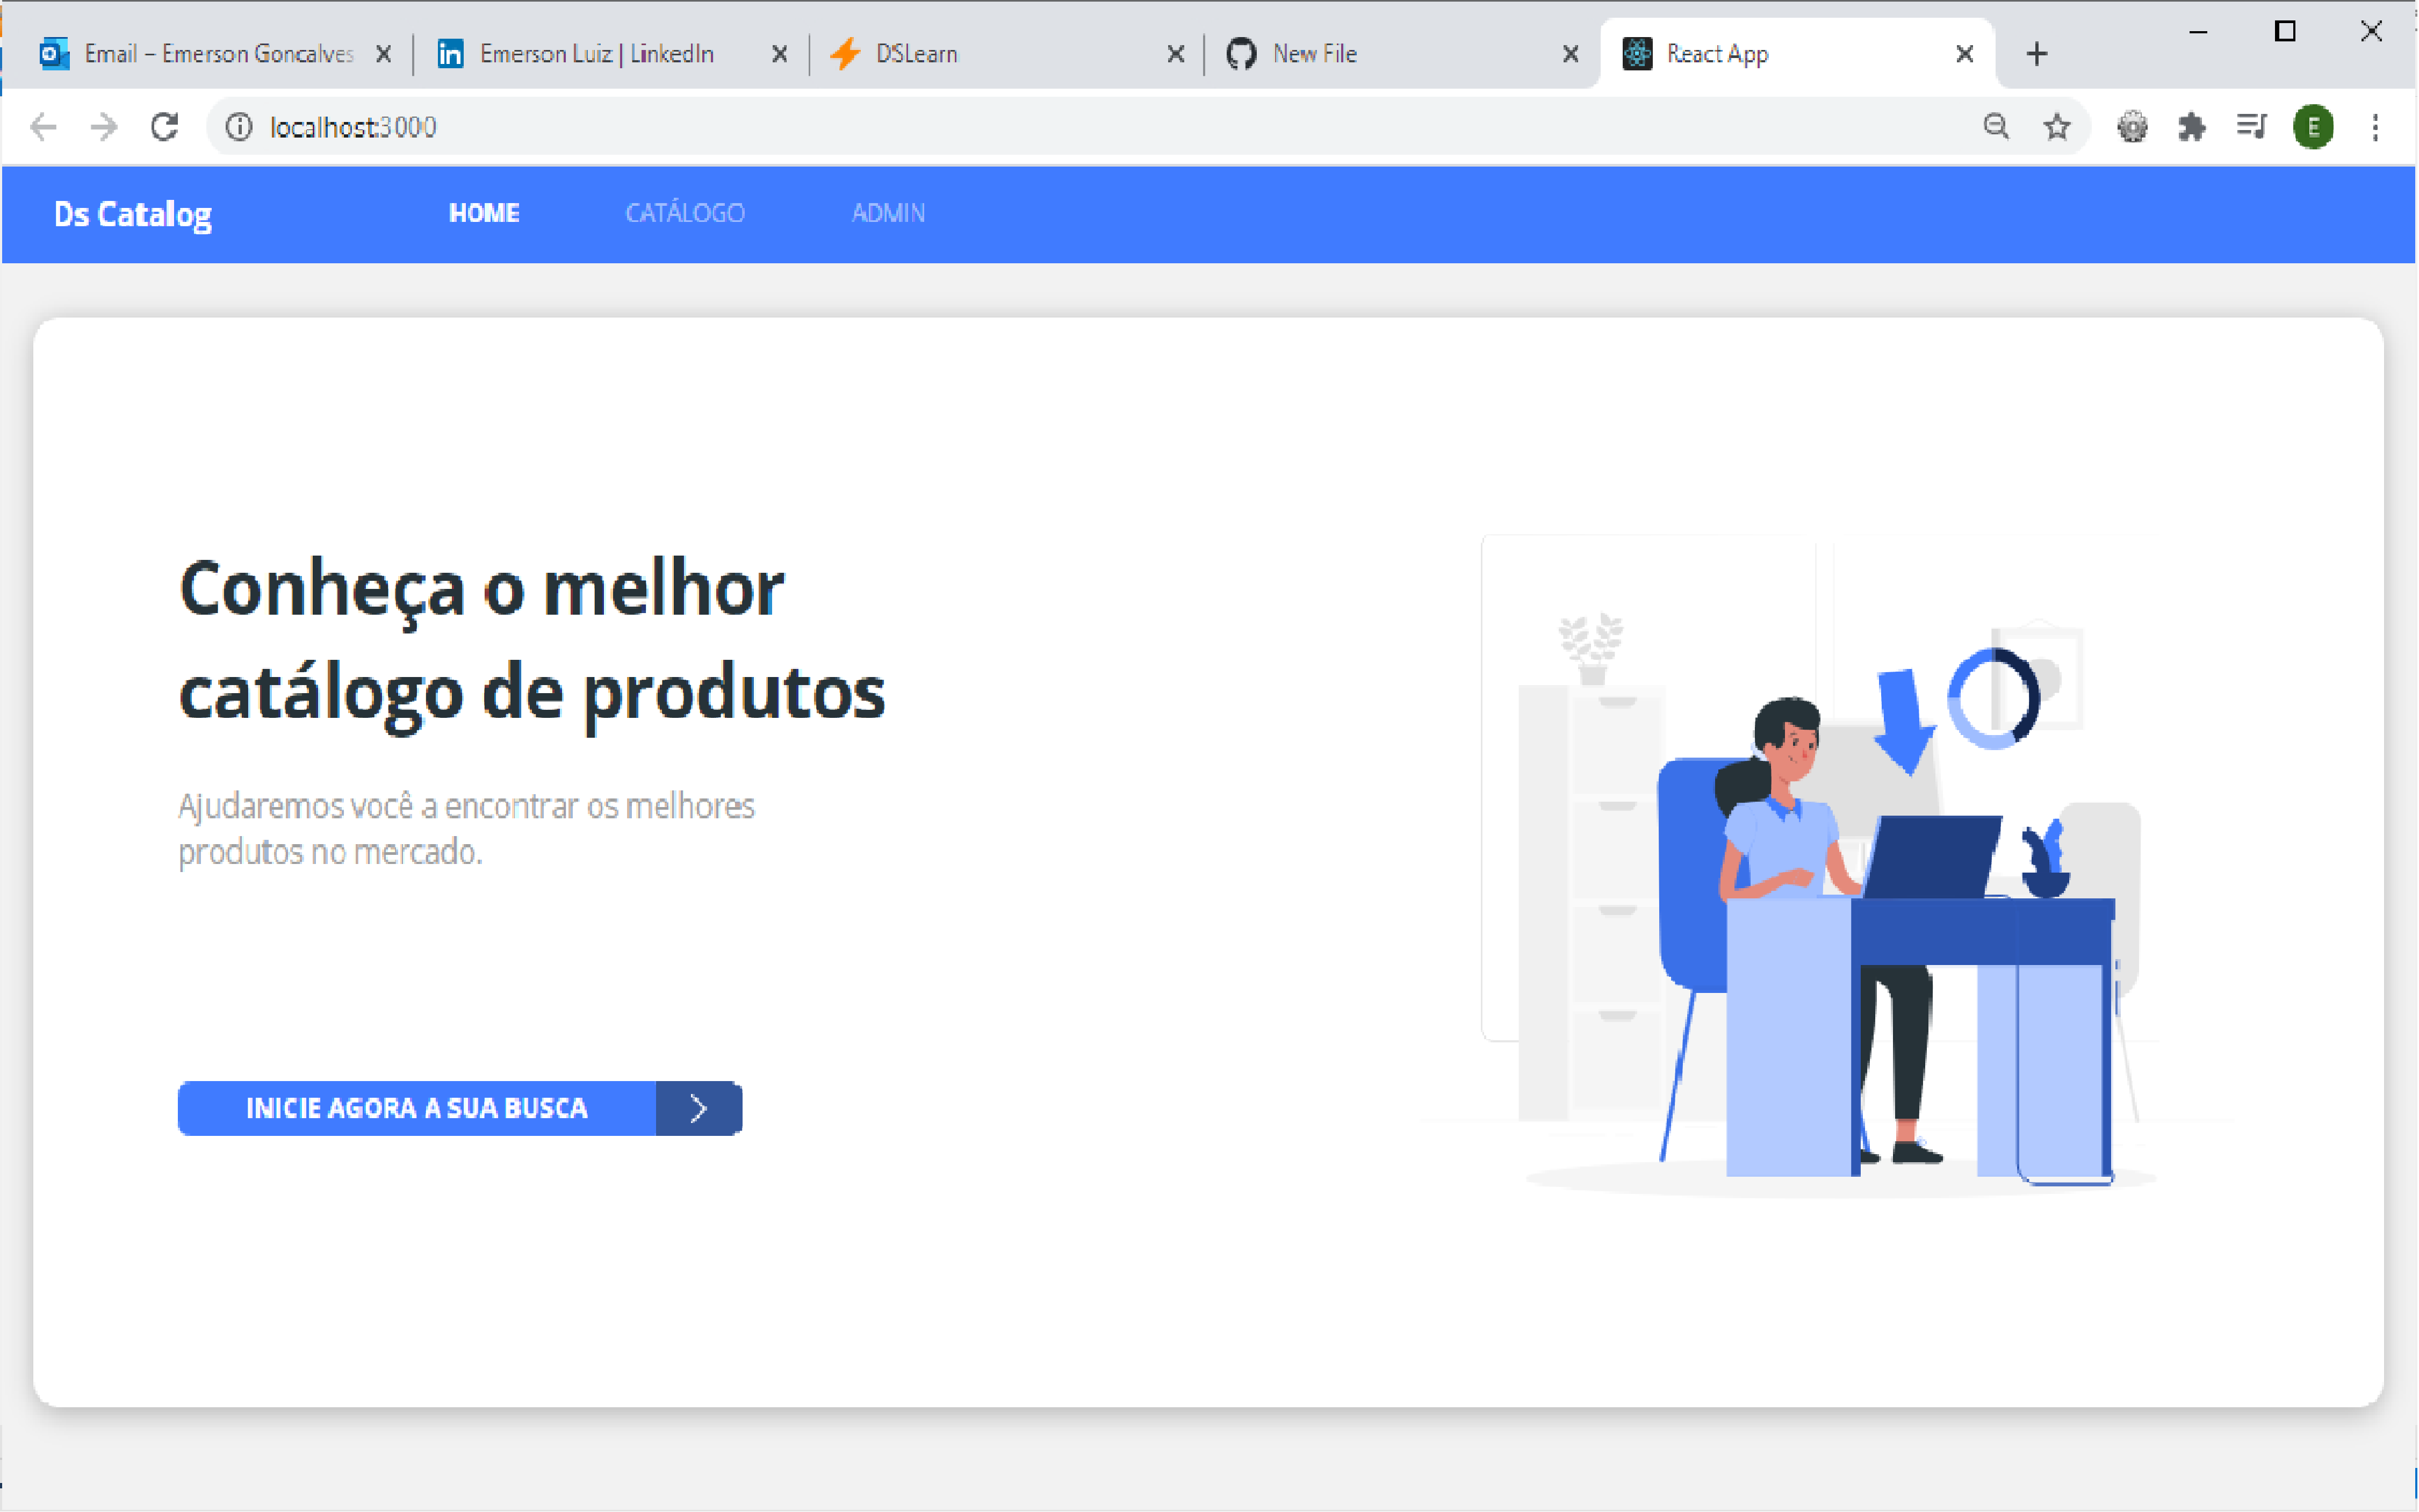 Email – Emerson Goncalves
Emerson Luiz | LinkedIn
DSLearn
New File
React App
localhost:3000
E
Ds Catalog
HOME
CATÁLOGO
ADMIN
Conheça o melhor
catálogo de produtos
Ajudaremos você a encontrar os melhores
produtos no mercado.
INICIE AGORA A SUA BUSCA